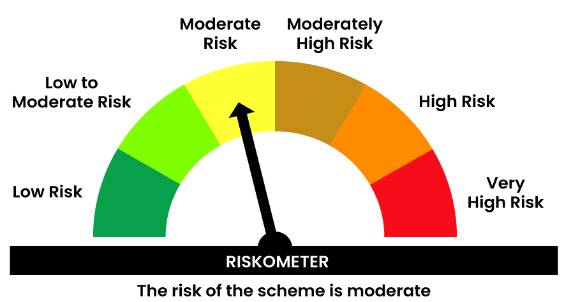 Moderate
Risk
Moderately
High Risk
Low to
Moderate Risk
High Risk
Low Risk
Very
High Risk
RISKOMETER
The risk of the scheme is moderate